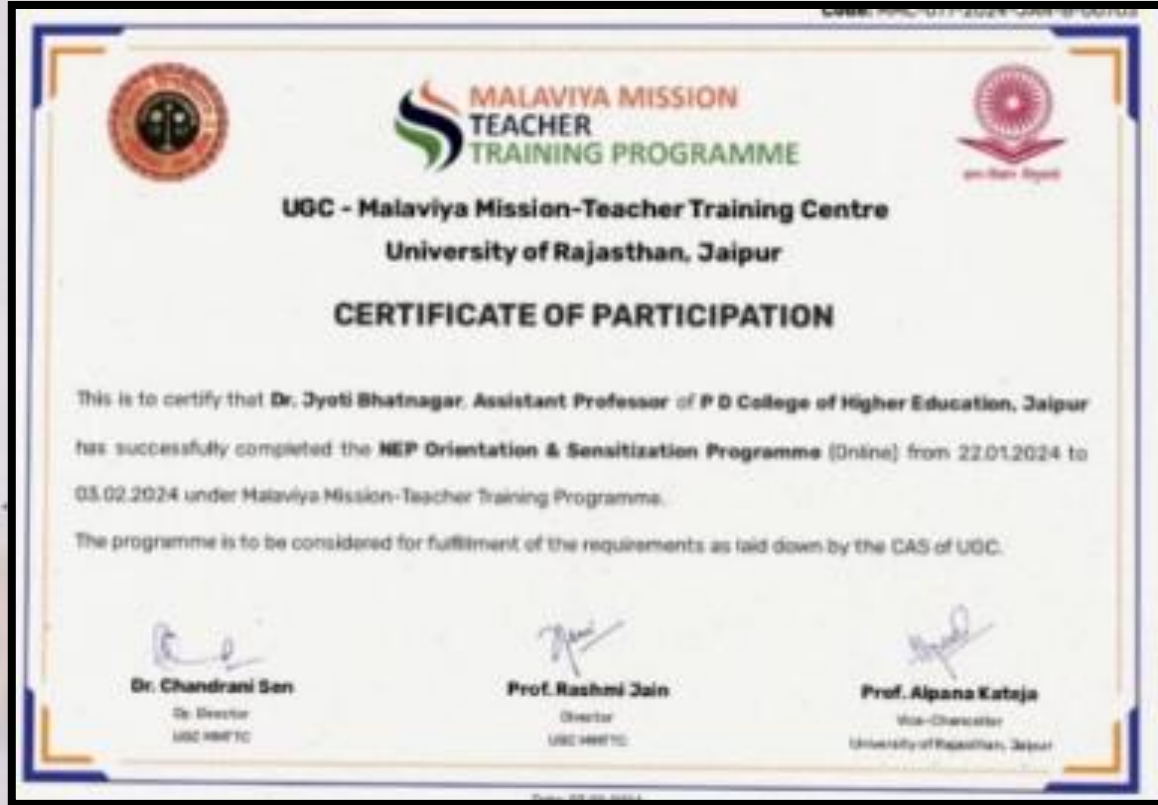 MALAVIYA MISSION
TEACHER
TRAINING PROGRAMME
UGC - Malaviya Mission-Teacher Training Centre
University of Rajasthan, Jaipur
CERTIFICATE OF PARTICIPATION
This is to certify that Dr. Jyoti Bhatnagar, Assistant Professor of P D College of Higher Education, Jaipur
has successfully completed the NEP Orientation & Sensitization Programme (Online) from 22.01.2024 to
03.02.2024 under Malaviya Mission-Teacher Training Programme.
The programme is to be considered for fulfillment of the requirements as laid down by the CAS of UGC.
Dr. Chandrani Sen
Dy. Director
UGC MMTTC
Prof. Rashmi Jain
Director
UGC MMTTC
Prof. Alpana Kateja
Vice-Chancellor
University of Rajasthan, Jaipur